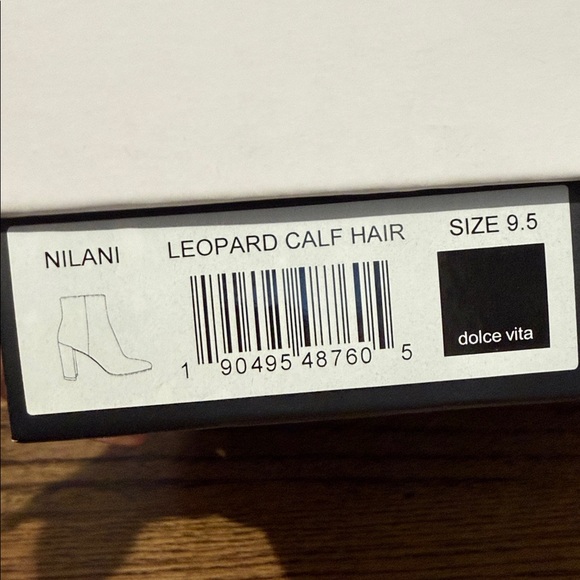 NILANI
LEOPARD CALF HAIR
SIZE 9.5
1 90495 48760 5
dolce vita